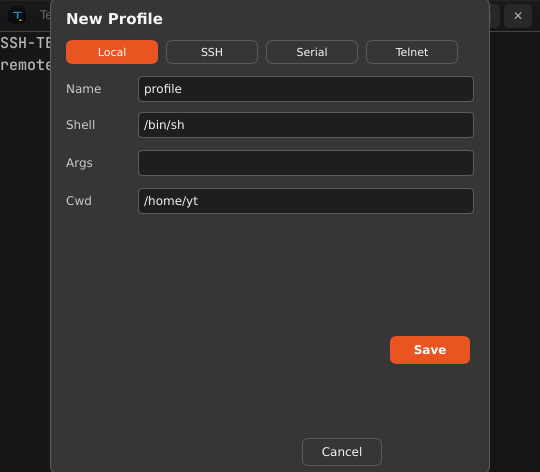 Te
New Profile
×
SSH-TE
remote
Local SSH Serial Telnet
Name profile
Shell /bin/sh
Args
Cwd /home/yt
Save
Cancel